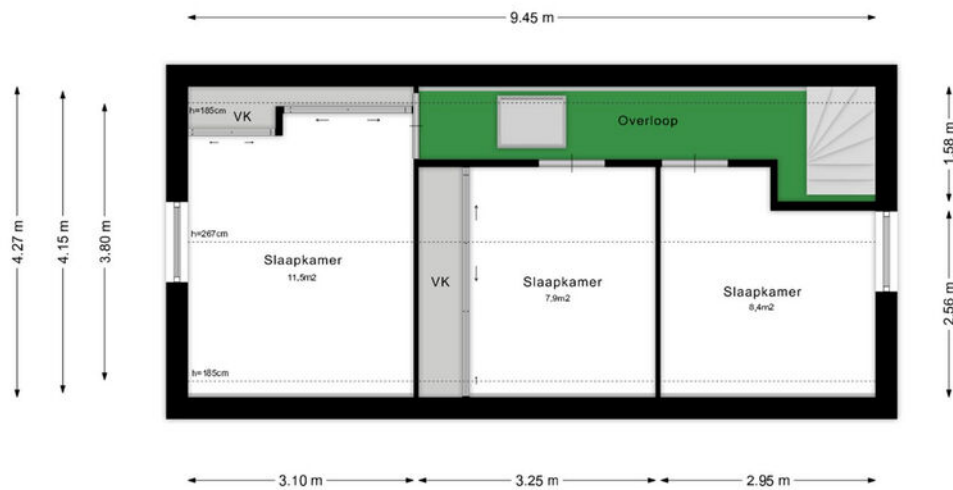 9.45 m
h=185cm
VK
Overloop
1.58 m
4.27 m
4.15 m
3.80 m
h=267cm
Slaapkamer
11,5m2
VK
Slaapkamer
7,9m2
Slaapkamer
8,4m2
2.56 m
h=185cm
3.10 m
3.25 m
2.95 m